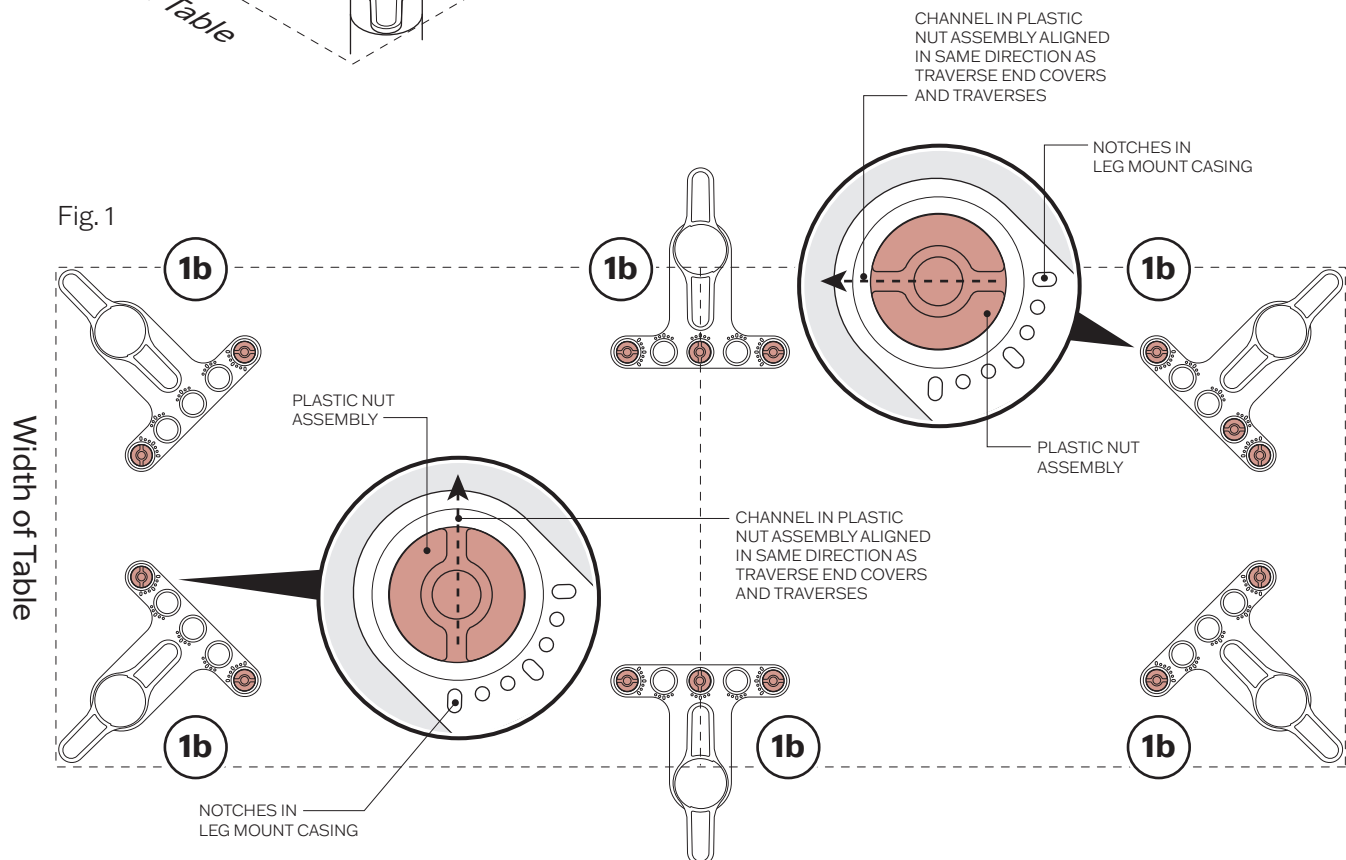 Table
CHANNEL IN PLASTIC
NUT ASSEMBLY ALIGNED
IN SAME DIRECTION AS
TRAVERSE END COVERS
AND TRAVERSES
NOTCHES IN
LEG MOUNT CASING
Fig. 1
1b
1b
1b
PLASTIC NUT
ASSEMBLY
PLASTIC NUT
ASSEMBLY
Width of Table
CHANNEL IN PLASTIC
NUT ASSEMBLY ALIGNED
IN SAME DIRECTION AS
TRAVERSE END COVERS
AND TRAVERSES
1b
1b
1b
NOTCHES IN
LEG MOUNT CASING